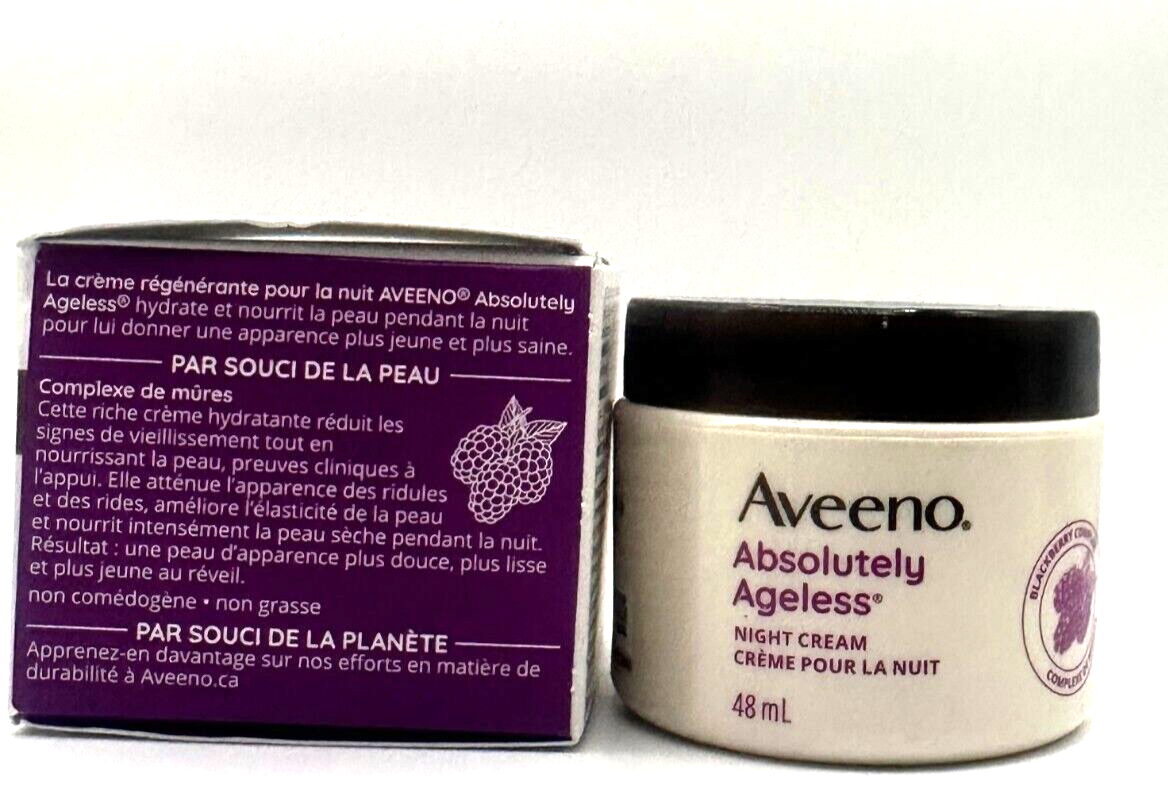 La crème régénérante pour la nuit AVEENO® Absolutely
Ageless® hydrate et nourrit la peau pendant la nuit
pour lui donner une apparence plus jeune et plus saine.
PAR SOUCI DE LA PEAU
Complexe de mûres
Cette riche crème hydratante réduit les
signes de vieillissement tout en
nourrissant la peau, preuves cliniques à
l'appui. Elle atténue l'apparence des ridules
et des rides, améliore l'élasticité de la peau
et nourrit intensément la peau sèche pendant la nuit.
Résultat : une peau d'apparence plus douce, plus lisse
et plus jeune au réveil.
non comédogène • non grasse
PAR SOUCI DE LA PLANÈTE
Apprenez-en davantage sur nos efforts en matière de
durabilité à Aveeno.ca
Aveeno®
Absolutely
Ageless®
NIGHT CREAM
CRÈME POUR LA NUIT
48 mL
BLACKBERRY